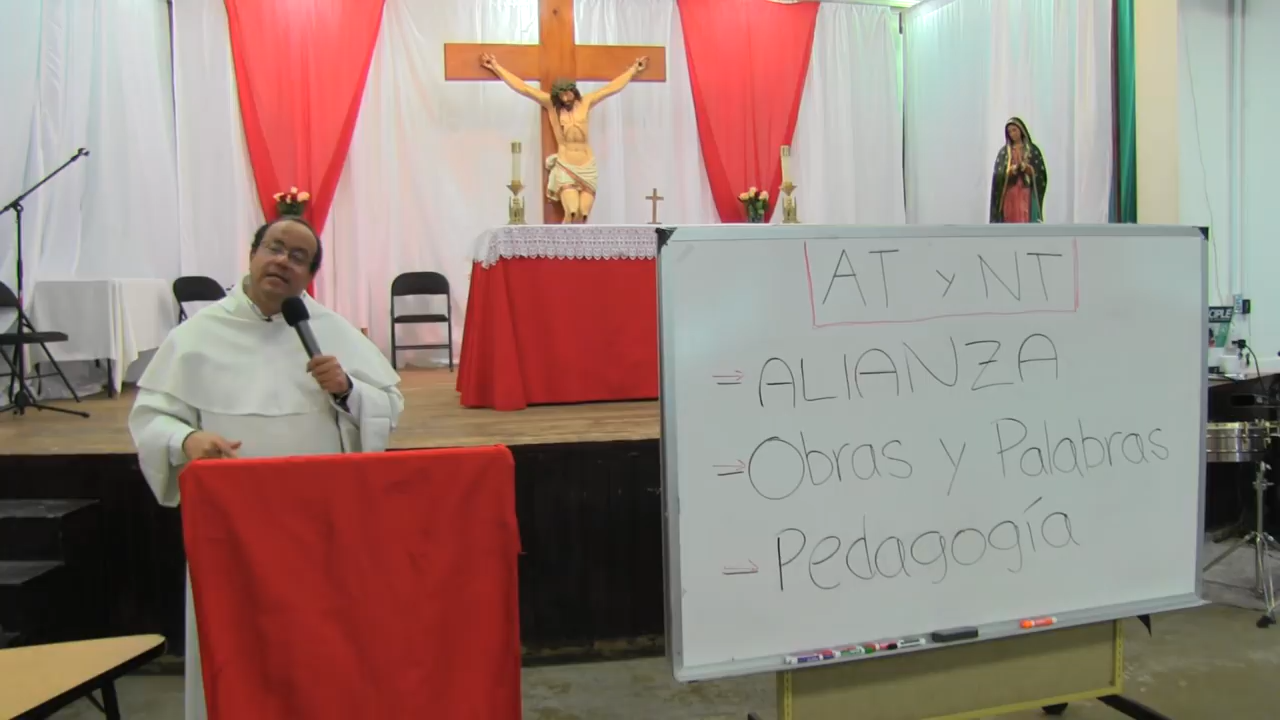 AT y NT
⇒ ALIANZA
⇒ Obras y Palabras
⇒ Pedagogía